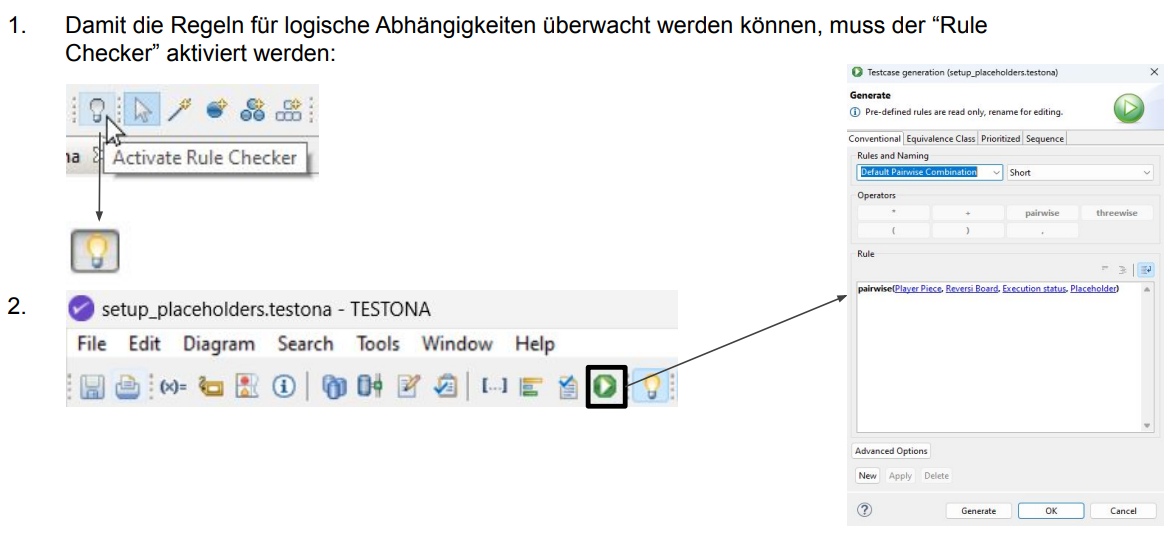 1. Damit die Regeln für logische Abhängigkeiten überwacht werden können, muss der “Rule
Checker” aktiviert werden:
na
Activate Rule Checker
2.
setup_placeholders.testona - TESTONA
File Edit Diagram Search Tools Window Help
(x)=
[...]
Testcase generation (setup_placeholders.testona)
Generate
Pre-defined rules are read only, rename for editing.
Conventional Equivalence Class Prioritized Sequence
Rules and Naming
Default Pairwise Combination Short
Operators
* + pairwise threewise
( ) ,
Rule
pairwise(Player Piece, Reversi Board, Execution status, Placeholder)
Advanced Options
New Apply Delete
? Generate OK Cancel